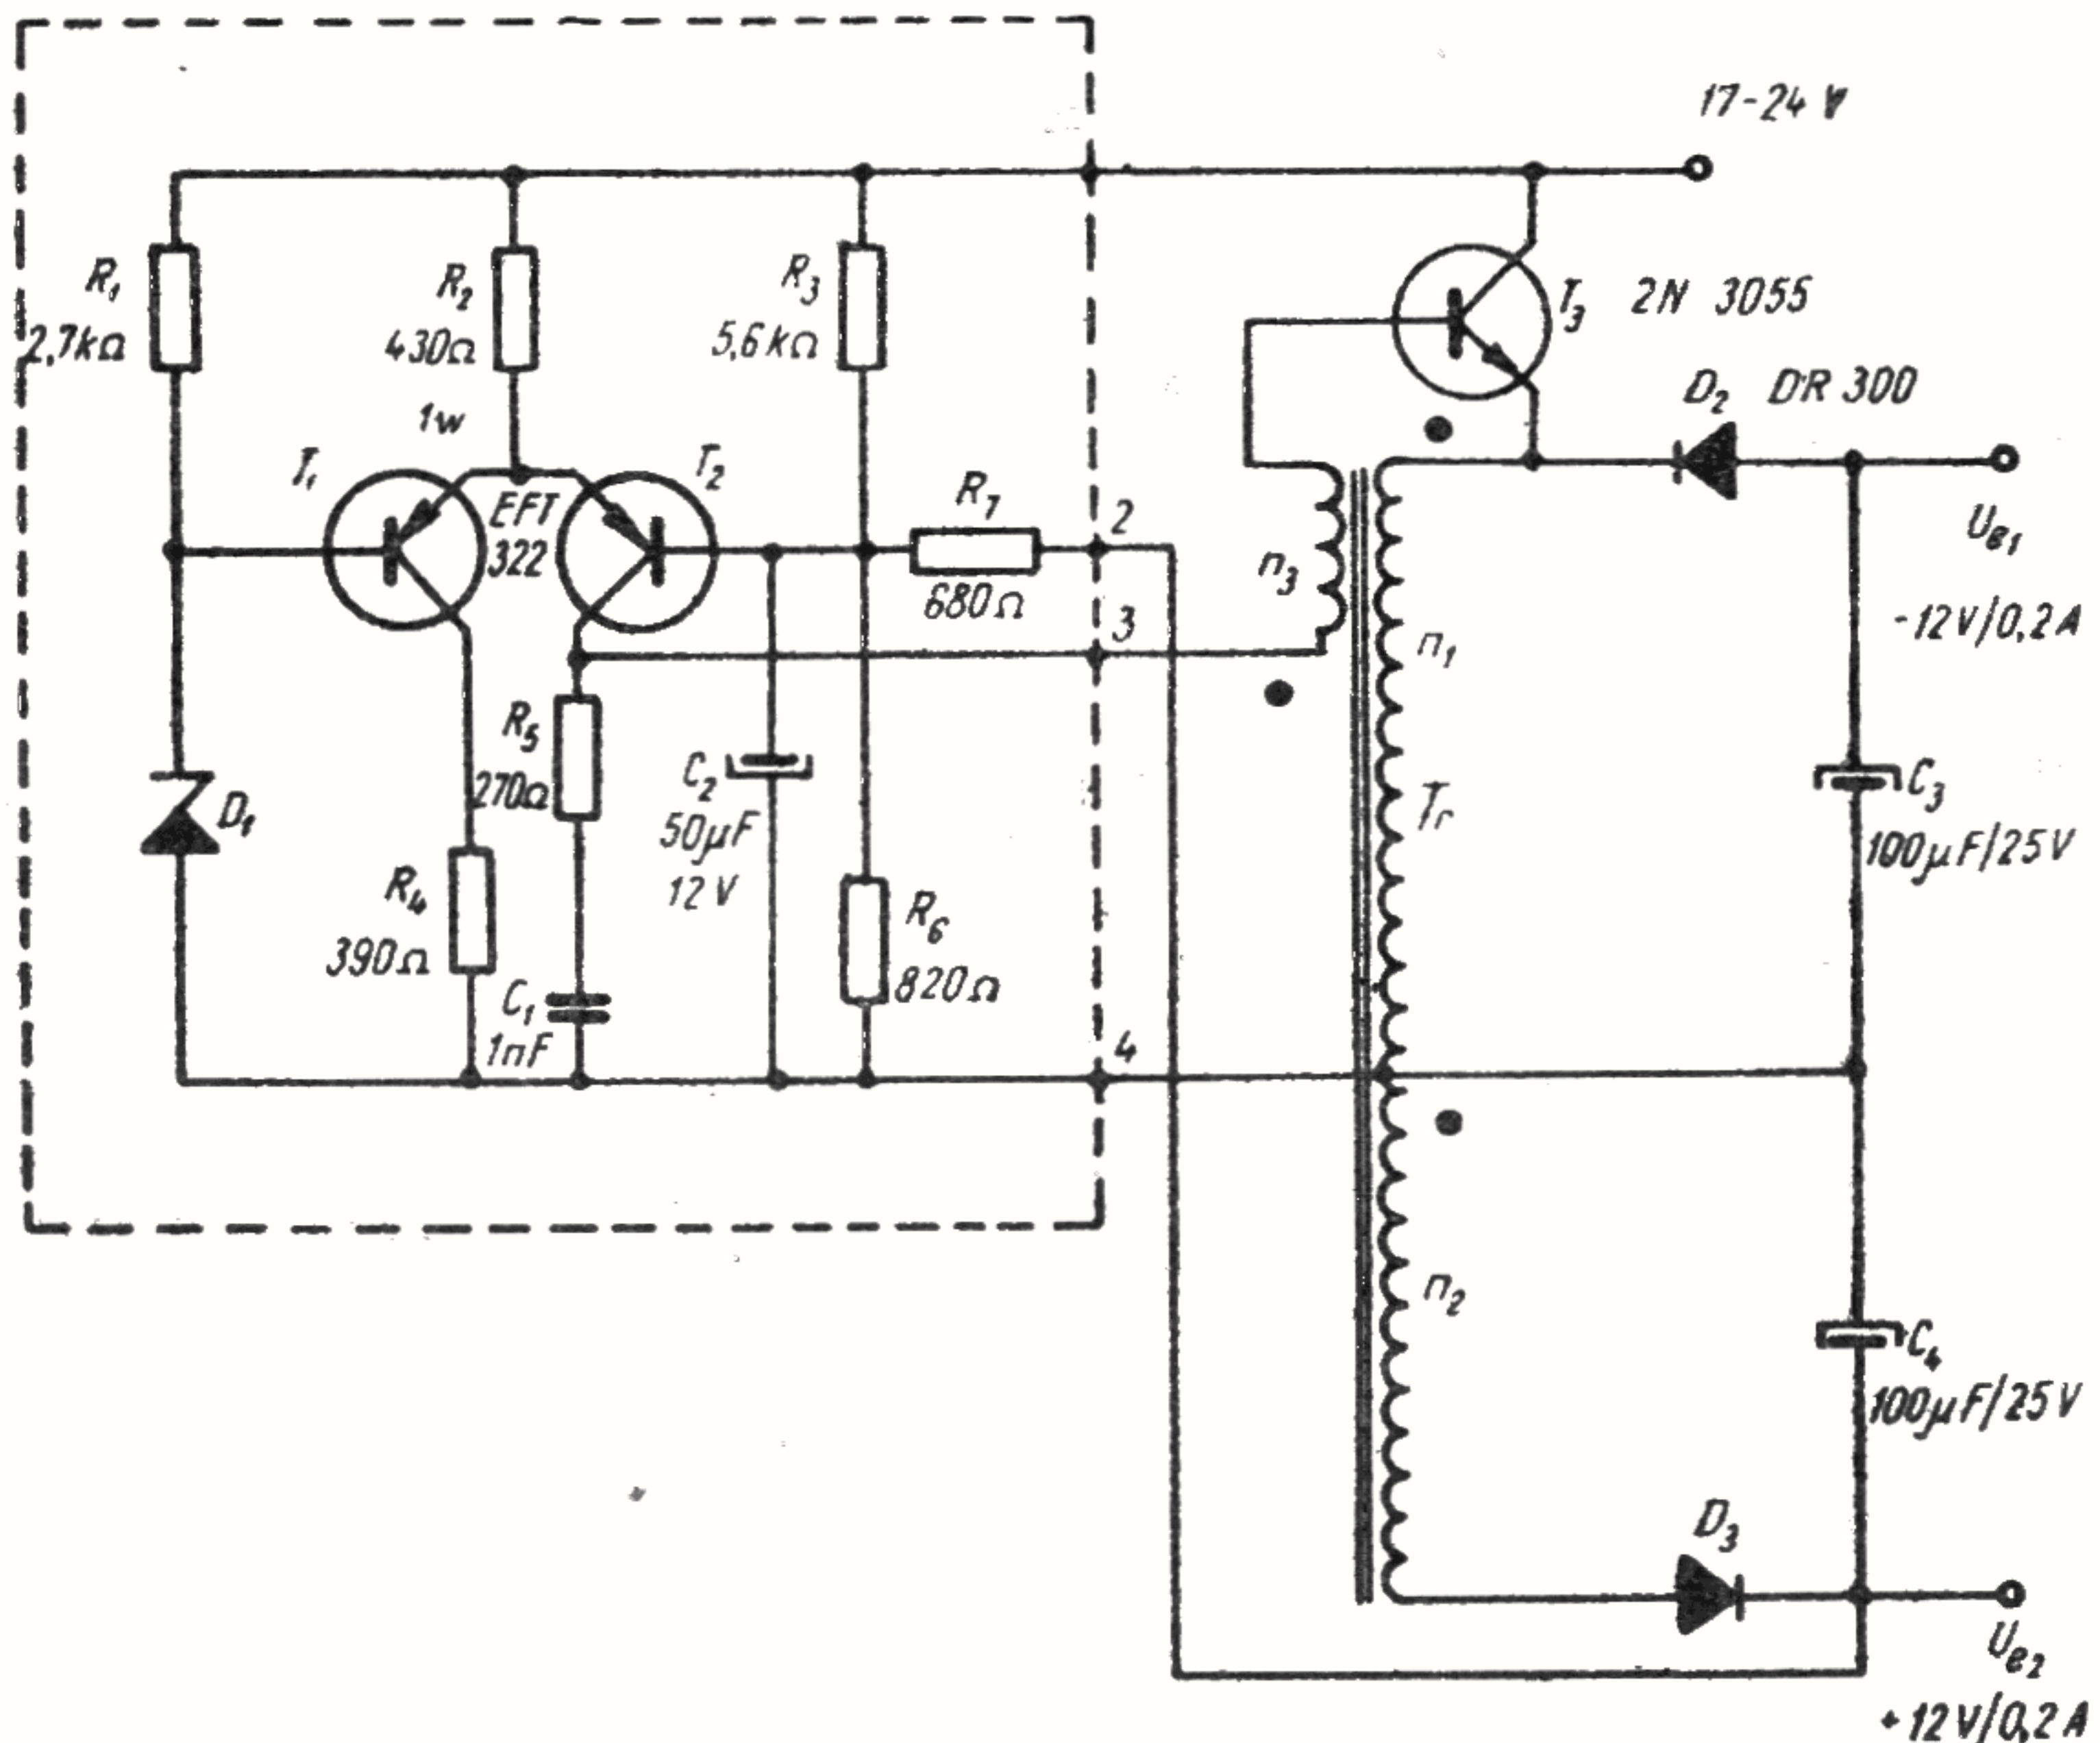 17-24 V
R1
2,7kΩ
R2
430Ω
1w
R3
5,6kΩ
T3 2N 3055
D2 DR 300
T1
EFT
322
T2
R7
680Ω
2
3
4
n3
n1
Ue1
-12V/0,2A
D1
R5
270Ω
C2
50µF
12V
Tr
C3
100µF/25V
R4
390Ω
C1
1nF
R6
820Ω
n2
C4
100µF/25V
D3
Ue2
+12V/0,2A